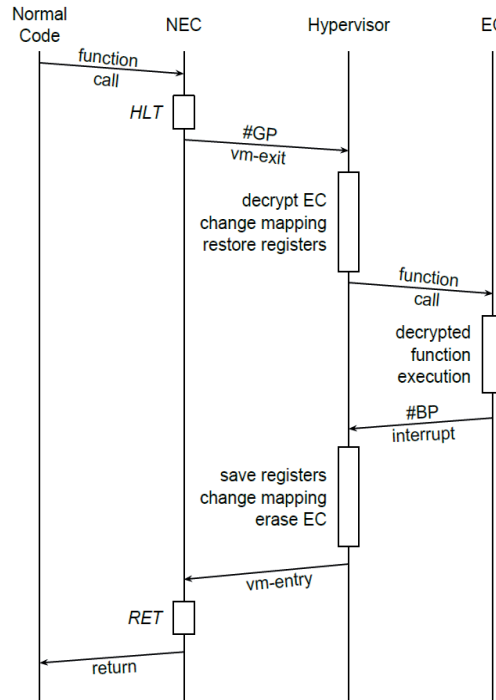 Normal
Code
NEC
Hypervisor
EC
function
call
HLT
#GP
vm-exit
decrypt EC
change mapping
restore registers
function
call
decrypted
function
execution
#BP
interrupt
save registers
change mapping
erase EC
vm-entry
RET
return